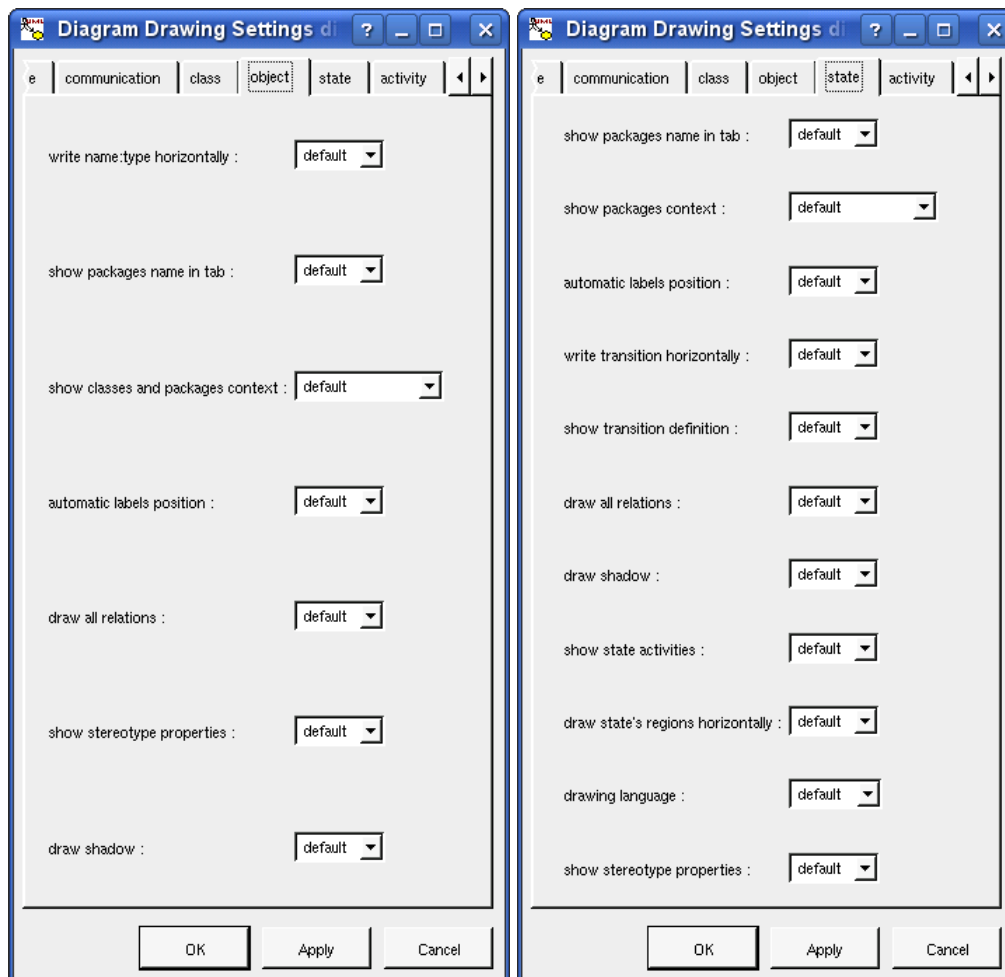 Diagram Drawing Settings di
e communication class object state activity
write name:type horizontally : default
show packages name in tab : default
show classes and packages context : default
automatic labels position : default
draw all relations : default
show stereotype properties : default
draw shadow : default
OK Apply Cancel
Diagram Drawing Settings di
e communication class object state activity
show packages name in tab : default
show packages context : default
automatic labels position : default
write transition horizontally : default
show transition definition : default
draw all relations : default
draw shadow : default
show state activities : default
draw state's regions horizontally : default
drawing language : default
show stereotype properties : default
OK Apply Cancel